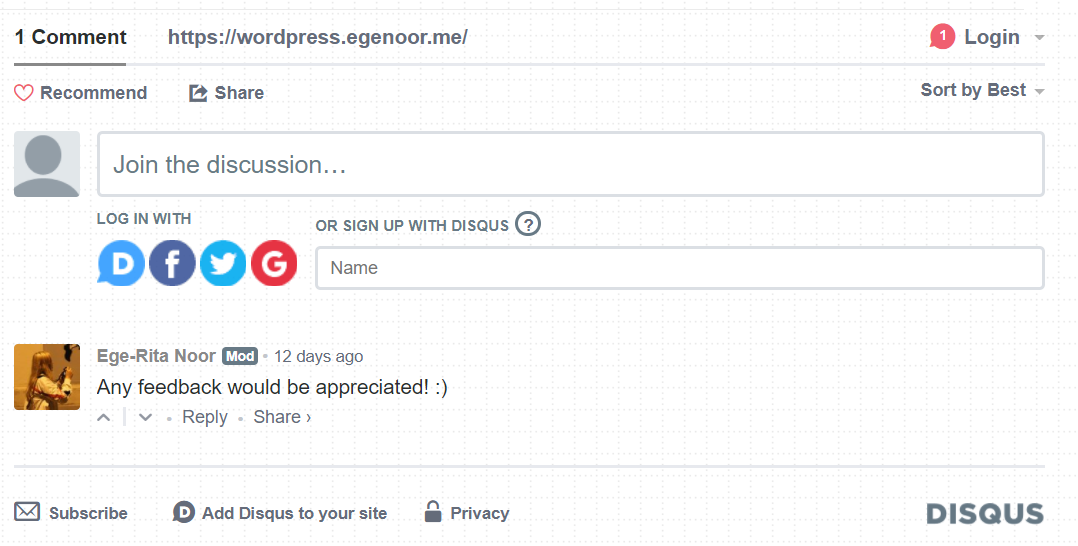 1 Comment https://wordpress.egenoor.me/ 1 Login
Recommend Share Sort by Best
Join the discussion…
LOG IN WITH
OR SIGN UP WITH DISQUS ?
D f G
Name
Ege-Rita Noor Mod • 12 days ago
Any feedback would be appreciated! :)
• Reply • Share ›
Subscribe D Add Disqus to your site Privacy DISQUS